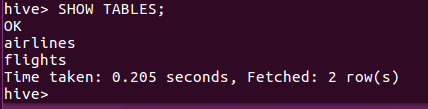 hive> SHOW TABLES;
OK
airlines
flights
Time taken: 0.205 seconds, Fetched: 2 row(s)
hive>